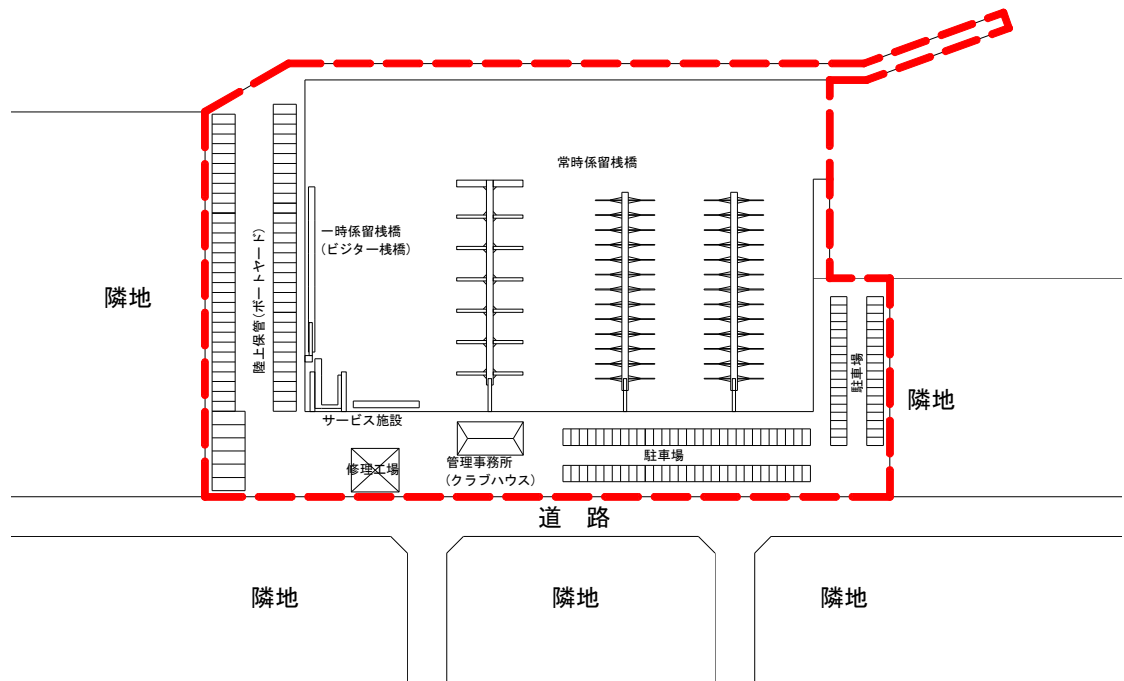 常時係留桟橋
一時係留桟橋
(ビジター桟橋)
陸上保管(ボートヤード)
隣地
駐車場
隣地
サービス施設
修理工場
管理事務所
(クラブハウス)
駐車場
道　路
隣地
隣地
隣地